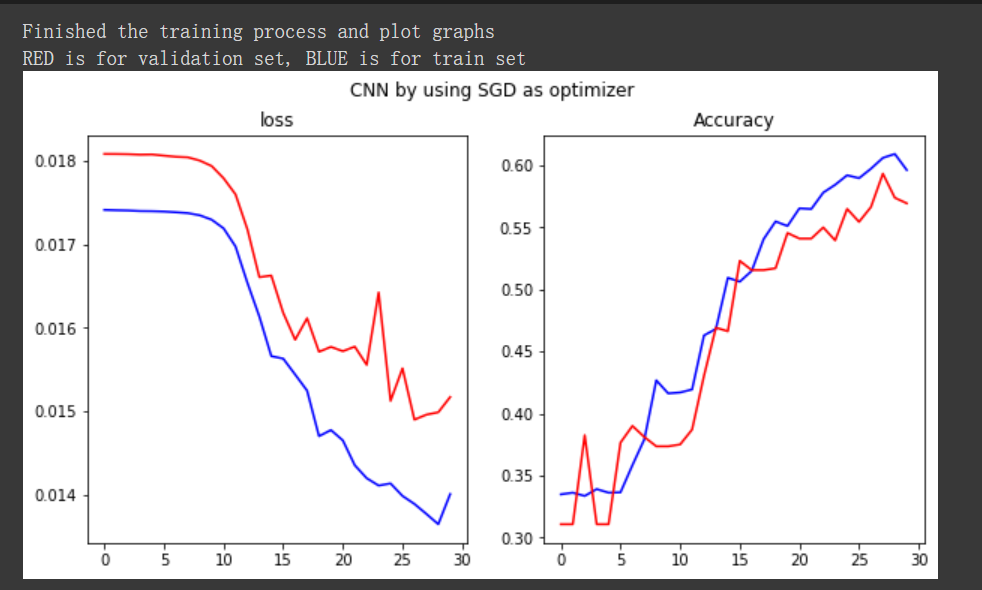 Finished the training process and plot graphs
RED is for validation set, BLUE is for train set
CNN by using SGD as optimizer
loss
0.018
0.017
0.016
0.015
0.014
0 5 10 15 20 25 30
Accuracy
0.60
0.55
0.50
0.45
0.40
0.35
0.30
0 5 10 15 20 25 30